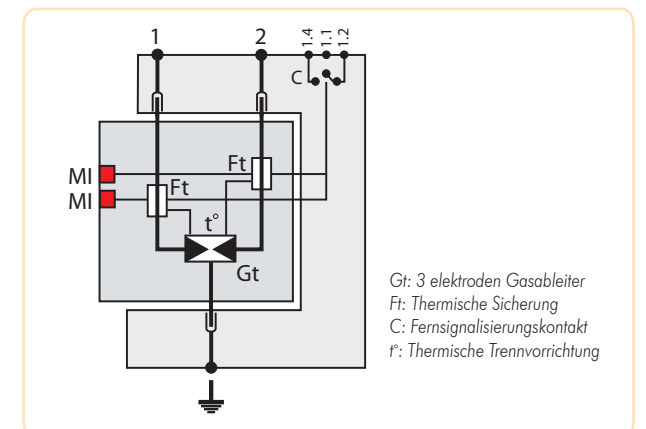 1 2 1.4 1.1 1.2
C
MI Ft
MI Ft
t°
Gt
Gt: 3 elektroden Gasableiter
Ft: Thermische Sicherung
C: Fernsignalisierungskontakt
t°: Thermische Trennvorrichtung